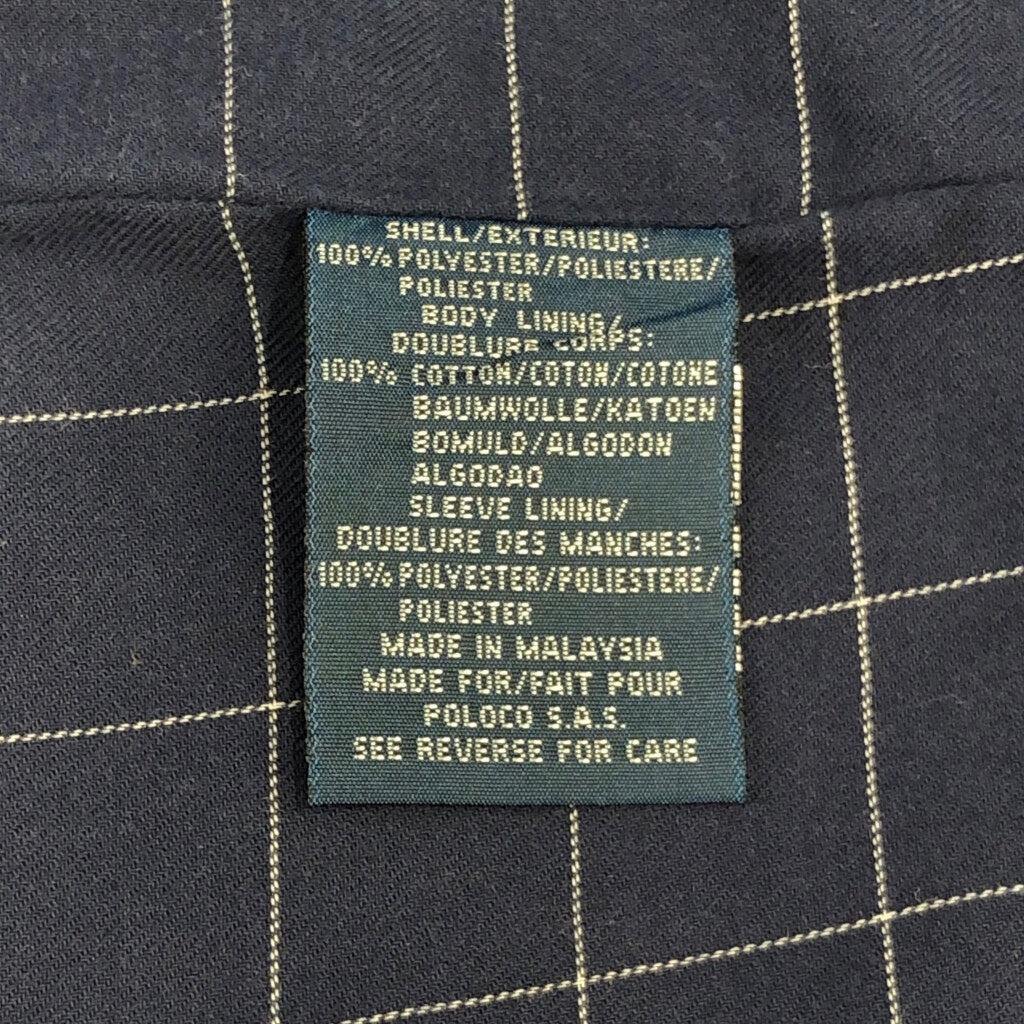 SHELL/EXTERIEUR:
100% POLYESTER/POLIESTERE/
POLIESTER
BODY LINING/
DOUBLURE CORPS:
100% COTTON/COTON/COTONE
BAUMWOLLE/KATOEN
BOMULD/ALGODON
ALGODAO
SLEEVE LINING/
DOUBLURE DES MANCHES:
100% POLYESTER/POLIESTERE/
POLIESTER
MADE IN MALAYSIA
MADE FOR/FAIT POUR
POLOCO S.A.S.
SEE REVERSE FOR CARE